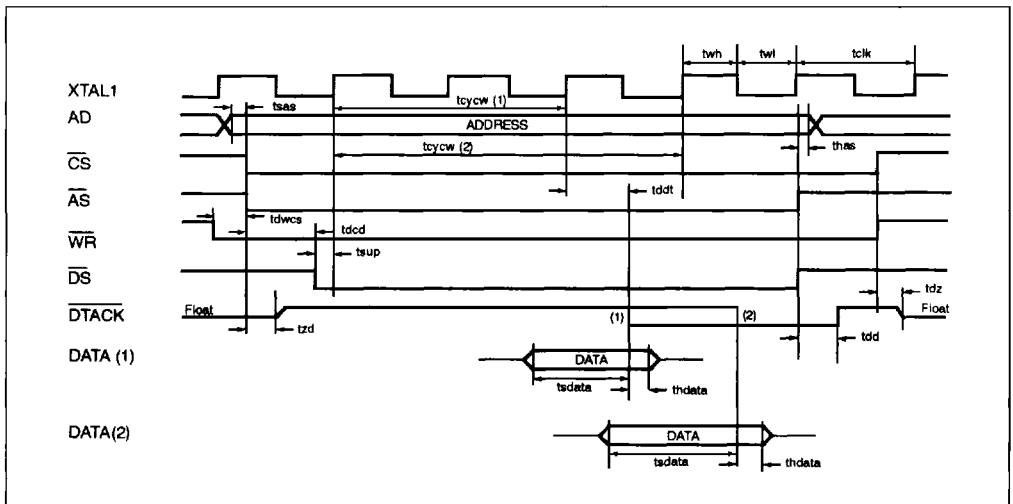 twh twl tclk
XTAL1
tsas tcycw (1)
AD ADDRESS
tcycw (2) thas
CS
tddt
AS
tdwcs tdcd
WR
tsup
DS
tdz
DTACK Float (1) (2) Float
tzd tdd
DATA (1) DATA
tsdata thdata
DATA(2) DATA
tsdata thdata